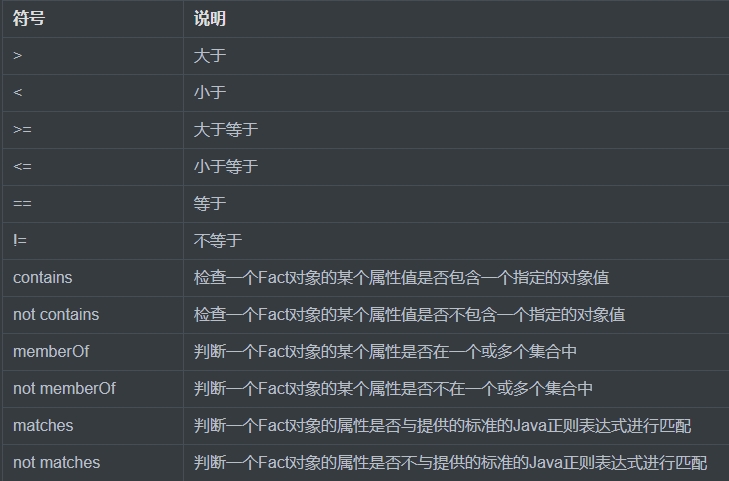 符号 说明
> 大于
< 小于
>= 大于等于
<= 小于等于
== 等于
!= 不等于
contains 检查一个Fact对象的某个属性值是否包含一个指定的对象值
not contains 检查一个Fact对象的某个属性值是否不包含一个指定的对象值
memberOf 判断一个Fact对象的某个属性是否在一个或多个集合中
not memberOf 判断一个Fact对象的某个属性是否不在一个或多个集合中
matches 判断一个Fact对象的属性是否与提供的标准的Java正则表达式进行匹配
not matches 判断一个Fact对象的属性是否不与提供的标准的Java正则表达式进行匹配